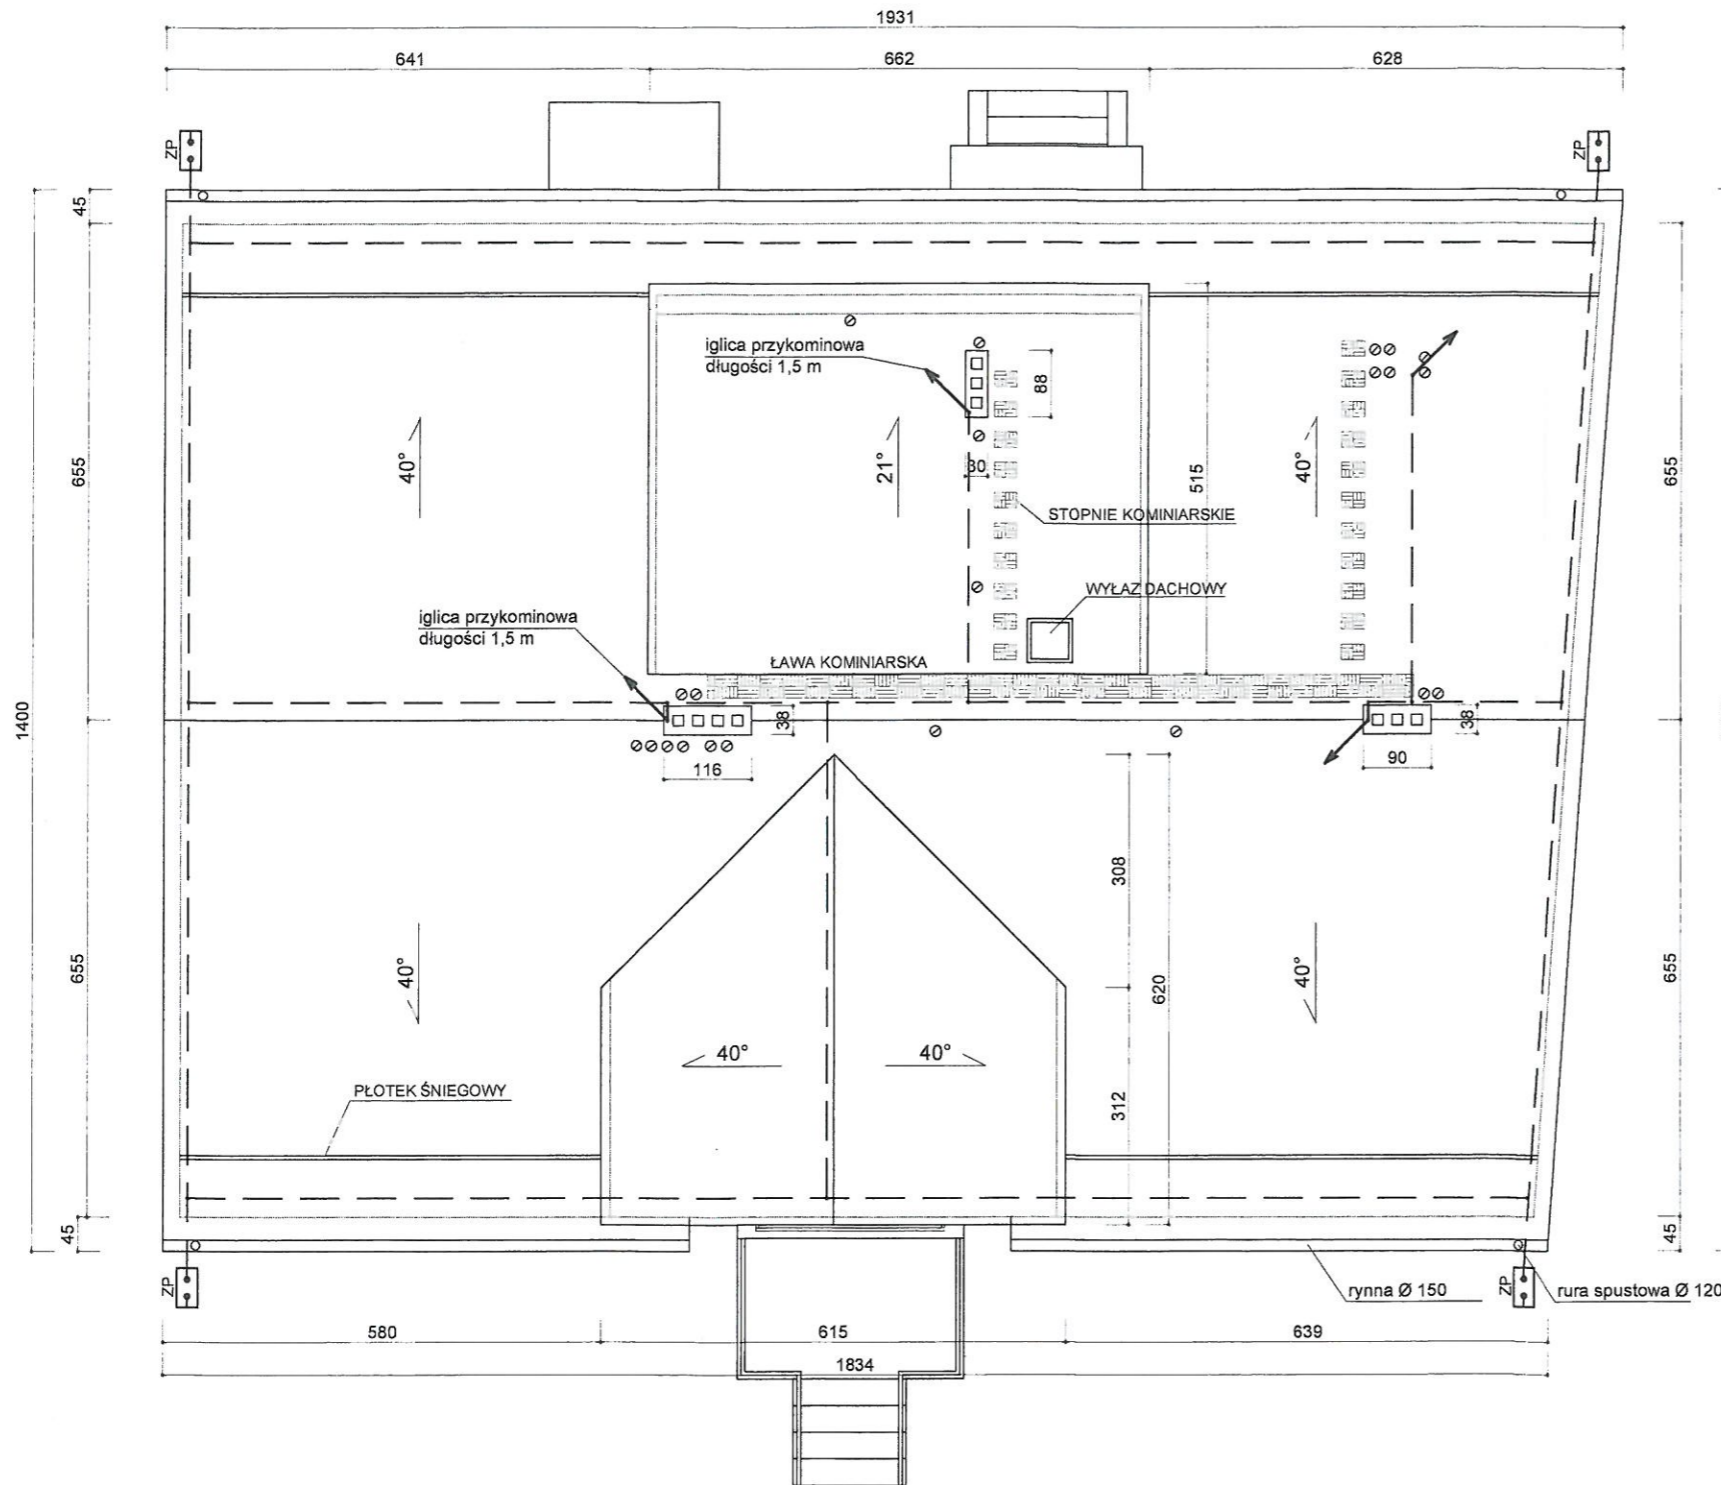 1931
641
662
628
ZP
ZP
45
iglica przykominowa
długości 1,5 m
88
40°
21°
30
40°
515
655
655
STOPNIE KOMINIARSKIE
WYŁAZ DACHOWY
iglica przykominowa
długości 1,5 m
ŁAWA KOMINIARSKA
1400
38
38
116
90
308
655
40°
620
40°
655
40°
40°
PŁOTEK ŚNIEGOWY
312
45
45
ZP
ZP
rynna Ø 150
rura spustowa Ø 120
580
615
639
1834